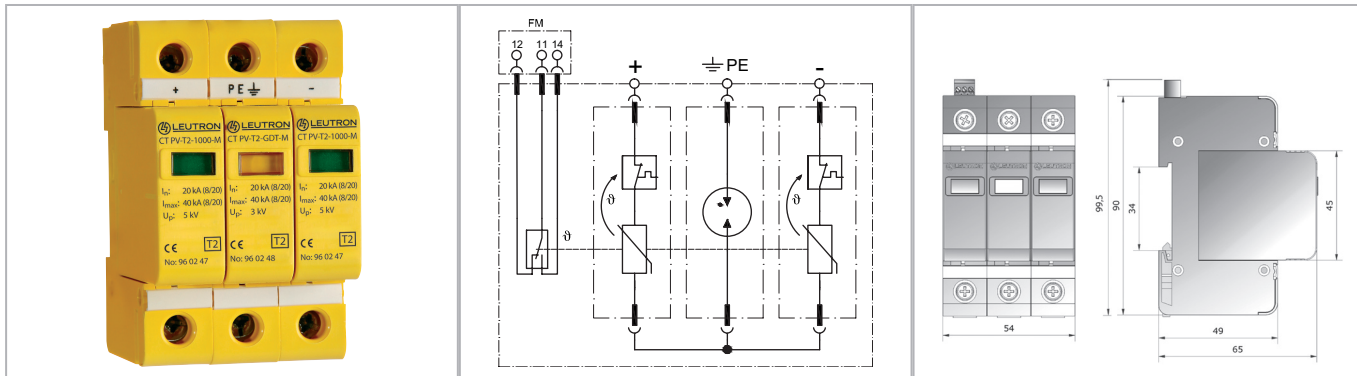 + PE ⏚ -
LEUTRON
CT PV-T2-1000-M
In: 20 kA (8/20)
Imax: 40 kA (8/20)
Up: 5 kV
CE T2
No: 96 02 47
LEUTRON
CT PV-T2-GDT-M
In: 20 kA (8/20)
Imax: 40 kA (8/20)
Up: 3 kV
CE T2
No: 96 02 48
LEUTRON
CT PV-T2-1000-M
In: 20 kA (8/20)
Imax: 40 kA (8/20)
Up: 5 kV
CE T2
No: 96 02 47
FM
12 11 14
+ ⏚ PE -
ϑ
ϑ
ϑ
LEUTRON LEUTRON LEUTRON
54
99,5
90
34
45
49
65